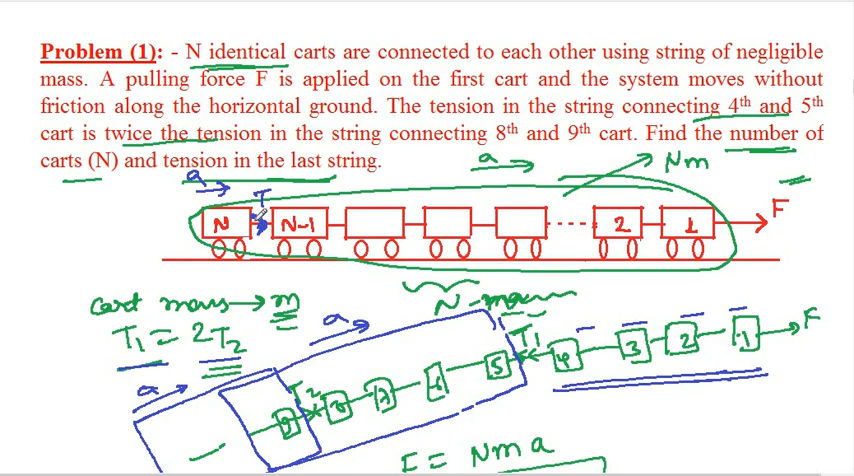 Problem (1): - N identical carts are connected to each other using string of negligible
mass. A pulling force F is applied on the first cart and the system moves without
friction along the horizontal ground. The tension in the string connecting 4th and 5th
cart is twice the tension in the string connecting 8th and 9th cart. Find the number of
carts (N) and tension in the last string.
a
a
Nm
T
F
N
N-1
2
1
cart mass → m
N-mass
T₁ = 2T₂
a
T₁
F
4
3
2
1
a
T₂
9
8
7
6
5
F = Nma